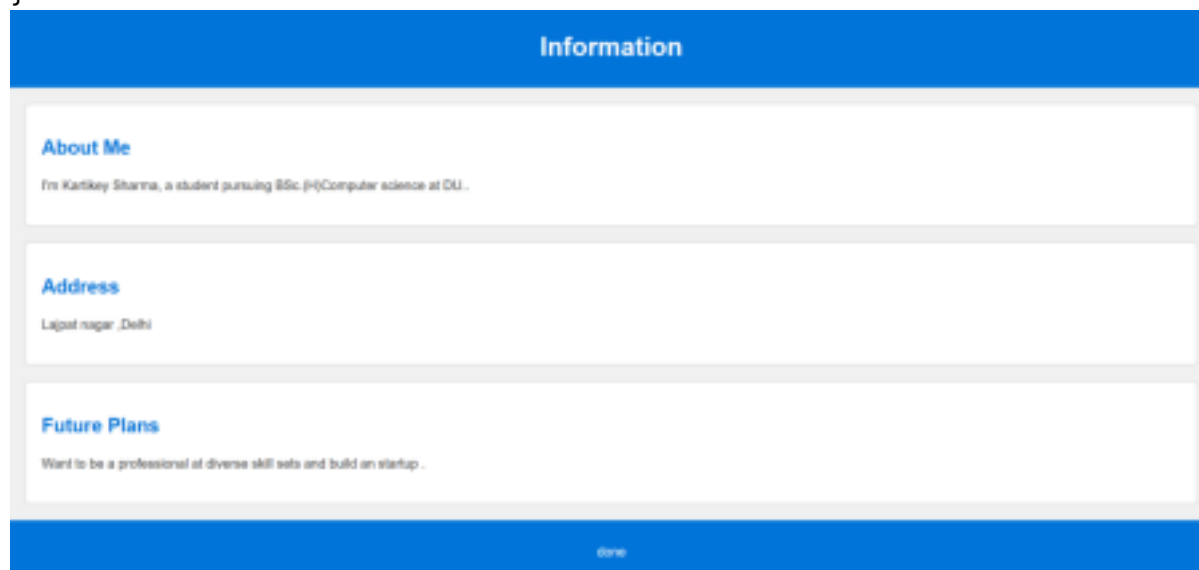 Information
About Me
I'm Kartikey Sharma, a student pursuing BSc.(H)Computer science at DU..
Address
Lajpat nagar ,Delhi
Future Plans
Want to be a professional at diverse skill sets and build an startup .
done